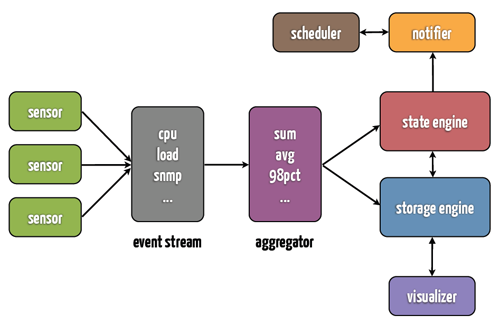 scheduler
notifier
sensor
sensor
sensor
cpu
load
snmp
...
event stream
sum
avg
98pct
...
aggregator
state engine
storage engine
visualizer